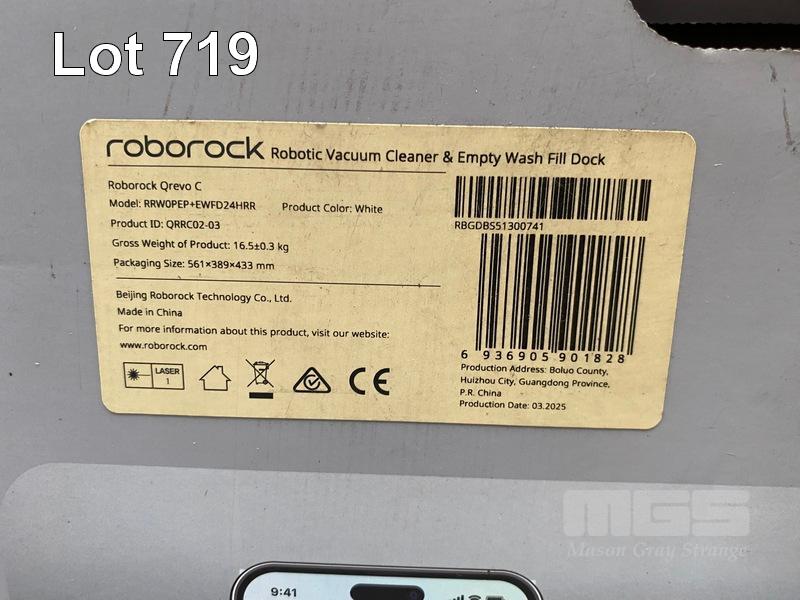 Lot 719
roborock Robotic Vacuum Cleaner & Empty Wash Fill Dock
Roborock Qrevo C
Model: RRW0PEP+EWFD24HRR Product Color: White
Product ID: QRRC02-03
Gross Weight of Product: 16.5±0.3 kg
Packaging Size: 561×389×433 mm
Beijing Roborock Technology Co., Ltd.
Made in China
For more information about this product, visit our website:
www.roborock.com
LASER
1
CE
RBGDBS51300741
6 936905 901828
Production Address: Boluo County,
Huizhou City, Guangdong Province,
P.R. China
Production Date: 03.2025
MGS
Mason Gray Strange
9:41